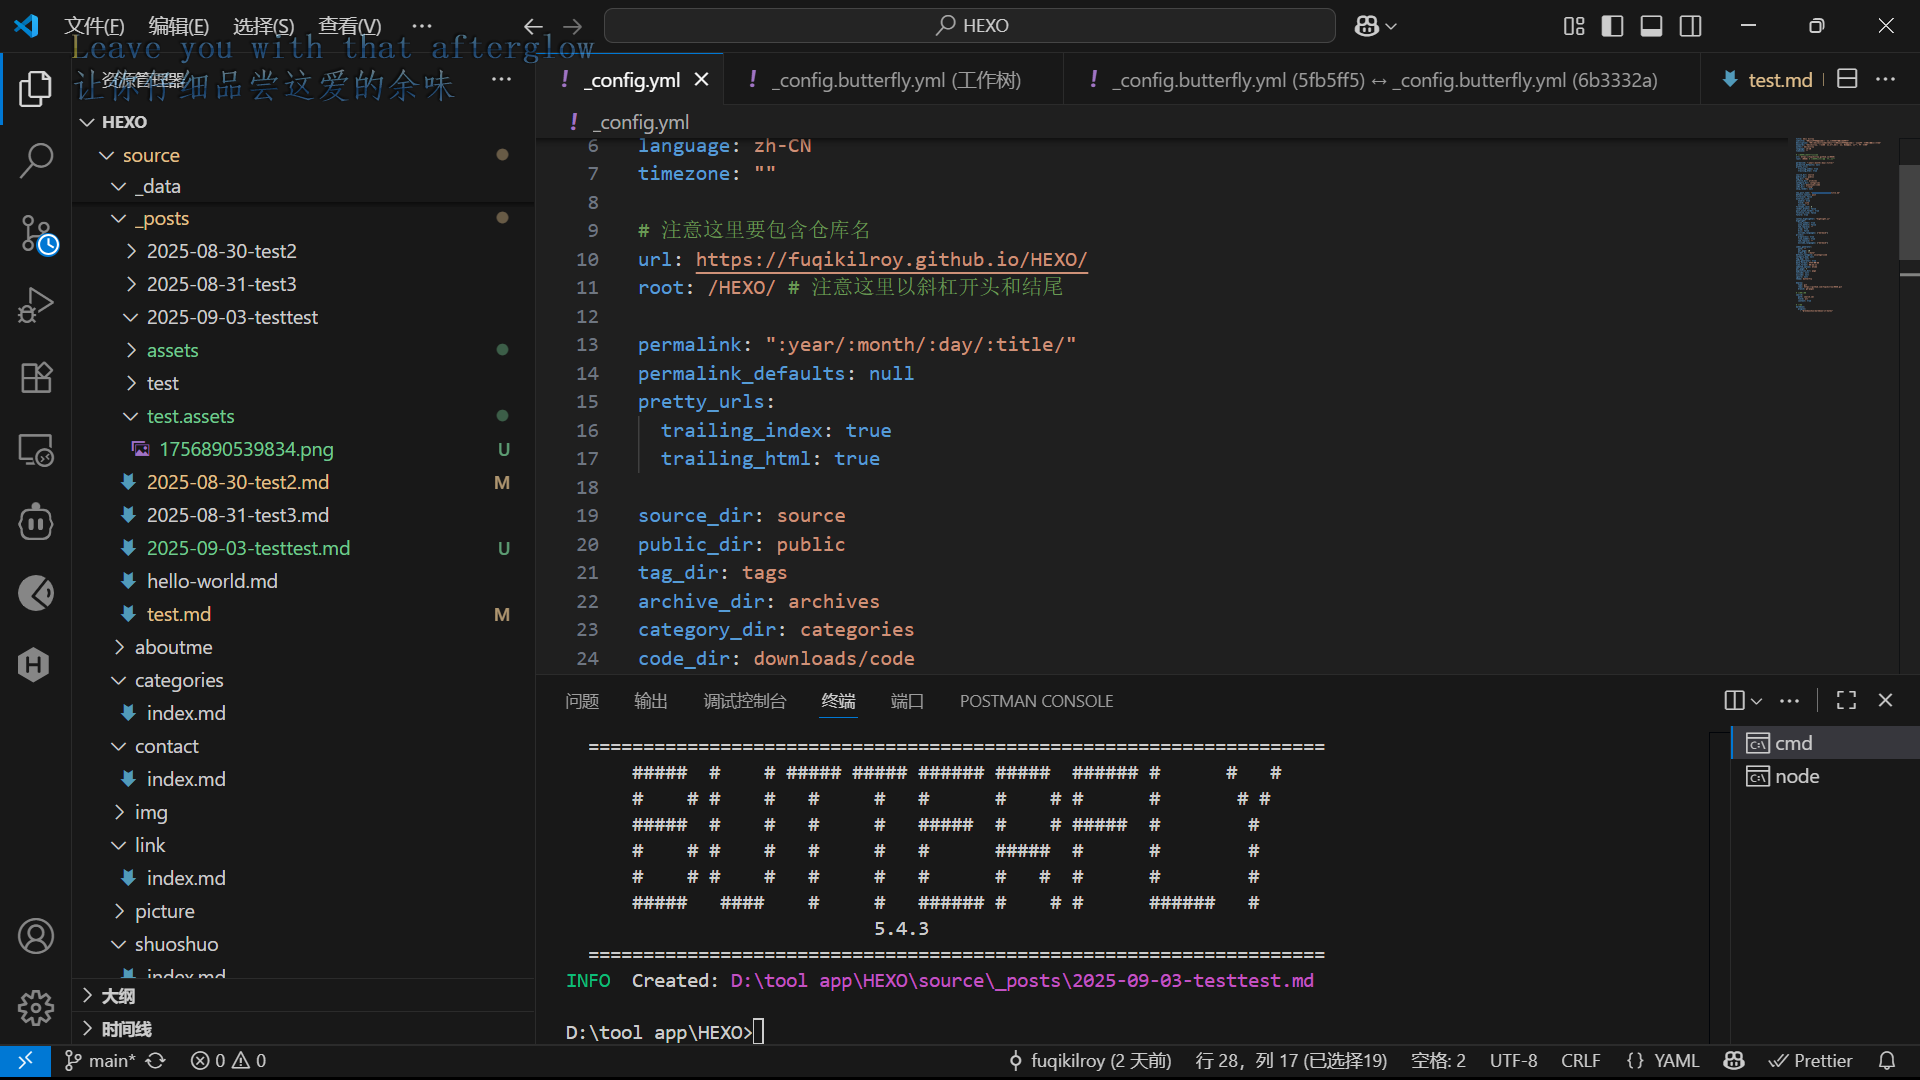 文件(F) 编辑(E) 选择(S) 查看(V) ··· HEXO
Leave you with that afterglow
让你仔细品尝这爱的余味
资源管理器 ···
! _config.yml ! _config.butterfly.yml (工作树) ! _config.butterfly.yml (5fb5ff5) ↔ _config.butterfly.yml (6b3332a) test.md ···
HEXO
source
_data
_posts
2025-08-30-test2
2025-08-31-test3
2025-09-03-testtest
assets
test
test.assets
1756890539834.png U
2025-08-30-test2.md M
2025-08-31-test3.md
2025-09-03-testtest.md U
hello-world.md
test.md M
aboutme
categories
index.md
contact
index.md
img
link
index.md
picture
shuoshuo
index.md
大纲
时间线
! _config.yml
6 language: zh-CN
7 timezone: ""
8
9 # 注意这里要包含仓库名
10 url: https://fuqikilroy.github.io/HEXO/
11 root: /HEXO/ # 注意这里以斜杠开头和结尾
12
13 permalink: ":year/:month/:day/:title/"
14 permalink_defaults: null
15 pretty_urls:
16 trailing_index: true
17 trailing_html: true
18
19 source_dir: source
20 public_dir: public
21 tag_dir: tags
22 archive_dir: archives
23 category_dir: categories
24 code_dir: downloads/code
问题 输出 调试控制台 终端 端口 POSTMAN CONSOLE ···
cmd
node
===================================================================
    #####  #    # ##### ##### ###### #####  ###### #      #   #
    #    # #    #   #     #   #      #    # #      #       # #
    #####  #    #   #     #   #####  #    # #####  #        #
    #    # #    #   #     #   #      #####  #      #        #
    #    # #    #   #     #   #      #   #  #      #        #
    #####   ####    #     #   ###### #    # #      ######   #
5.4.3
===================================================================
INFO  Created: D:\tool app\HEXO\source\_posts\2025-09-03-testtest.md
D:\tool app\HEXO>
main* 0 0 fuqikilroy (2 天前) 行 28，列 17 (已选择19) 空格: 2 UTF-8 CRLF {} YAML Prettier